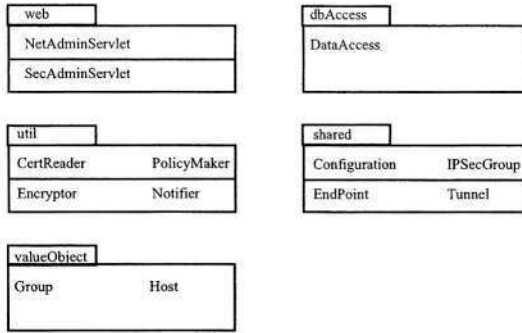 web
NetAdminServlet
SecAdminServlet
dbAccess
DataAccess
util
CertReader PolicyMaker
Encryptor Notifier
shared
Configuration IPSecGroup
EndPoint Tunnel
valueObject
Group Host